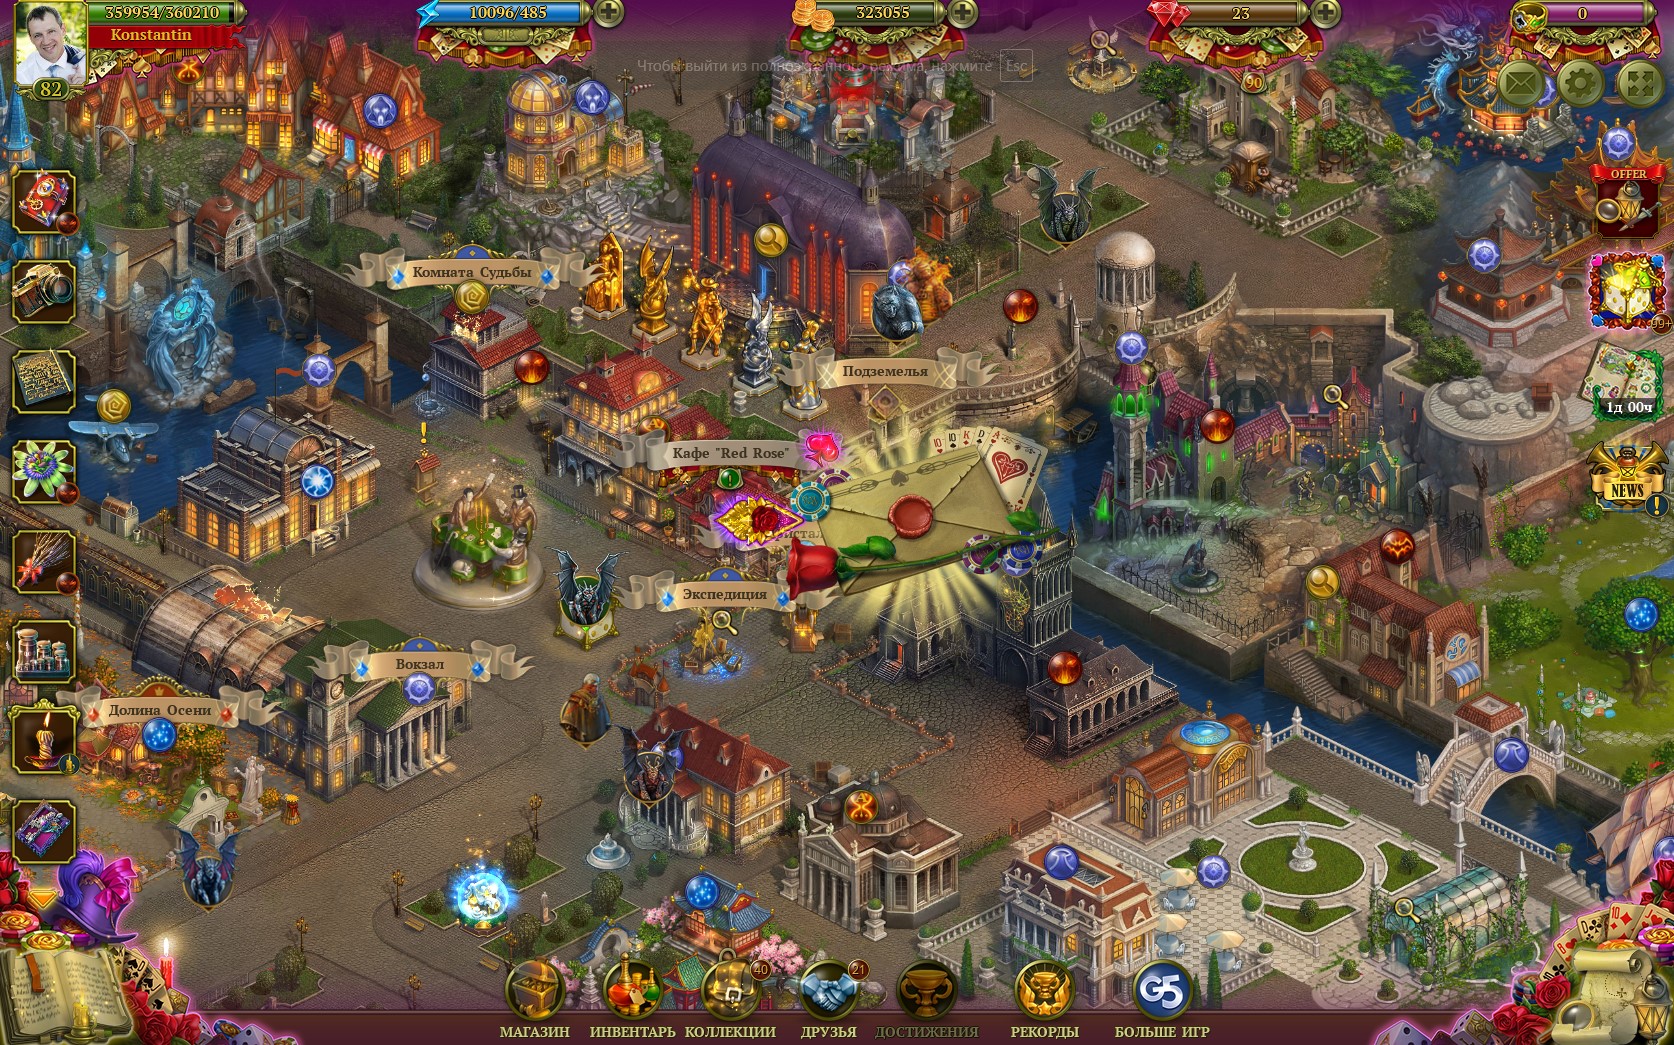 359954/360210
Konstantin
82
10096/485
323055
23
0
Чтобы выйти из полноэкранного режима, нажмите Esc
90
OFFER
99+
1д 00ч
NEWS
Комната Судьбы
Подземелья
Кафе "Red Rose"
Экспедиция
Вокзал
Долина Осени
40
21
МАГАЗИН
ИНВЕНТАРЬ
КОЛЛЕКЦИИ
ДРУЗЬЯ
ДОСТИЖЕНИЯ
РЕКОРДЫ
G5
БОЛЬШЕ ИГР